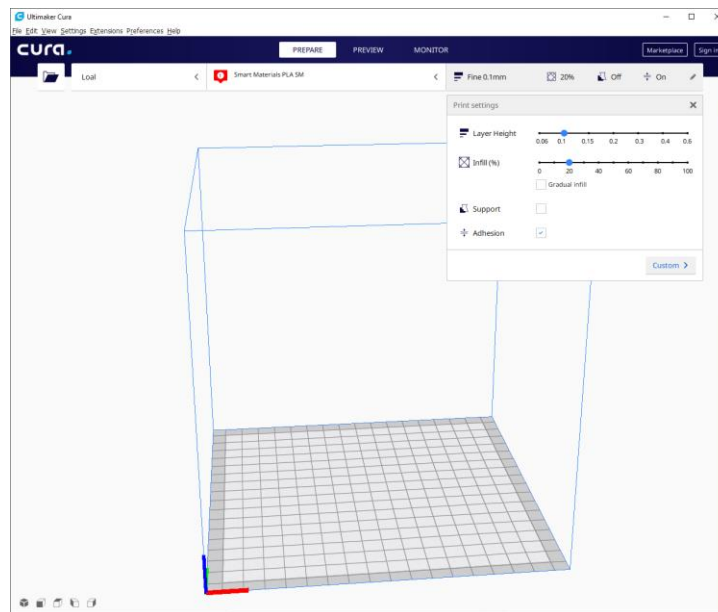 Ultimaker Cura
File Edit View Settings Extensions Preferences Help
cura.
PREPARE PREVIEW MONITOR
Marketplace Sign in
Loal
Smart Materials PLA SM
Fine 0.1mm 20% Off On
Print settings
Layer Height
0.06 0.1 0.15 0.2 0.3 0.4 0.6
Infill (%)
0 20 40 60 80 100
Gradual infill
Support
Adhesion
Custom